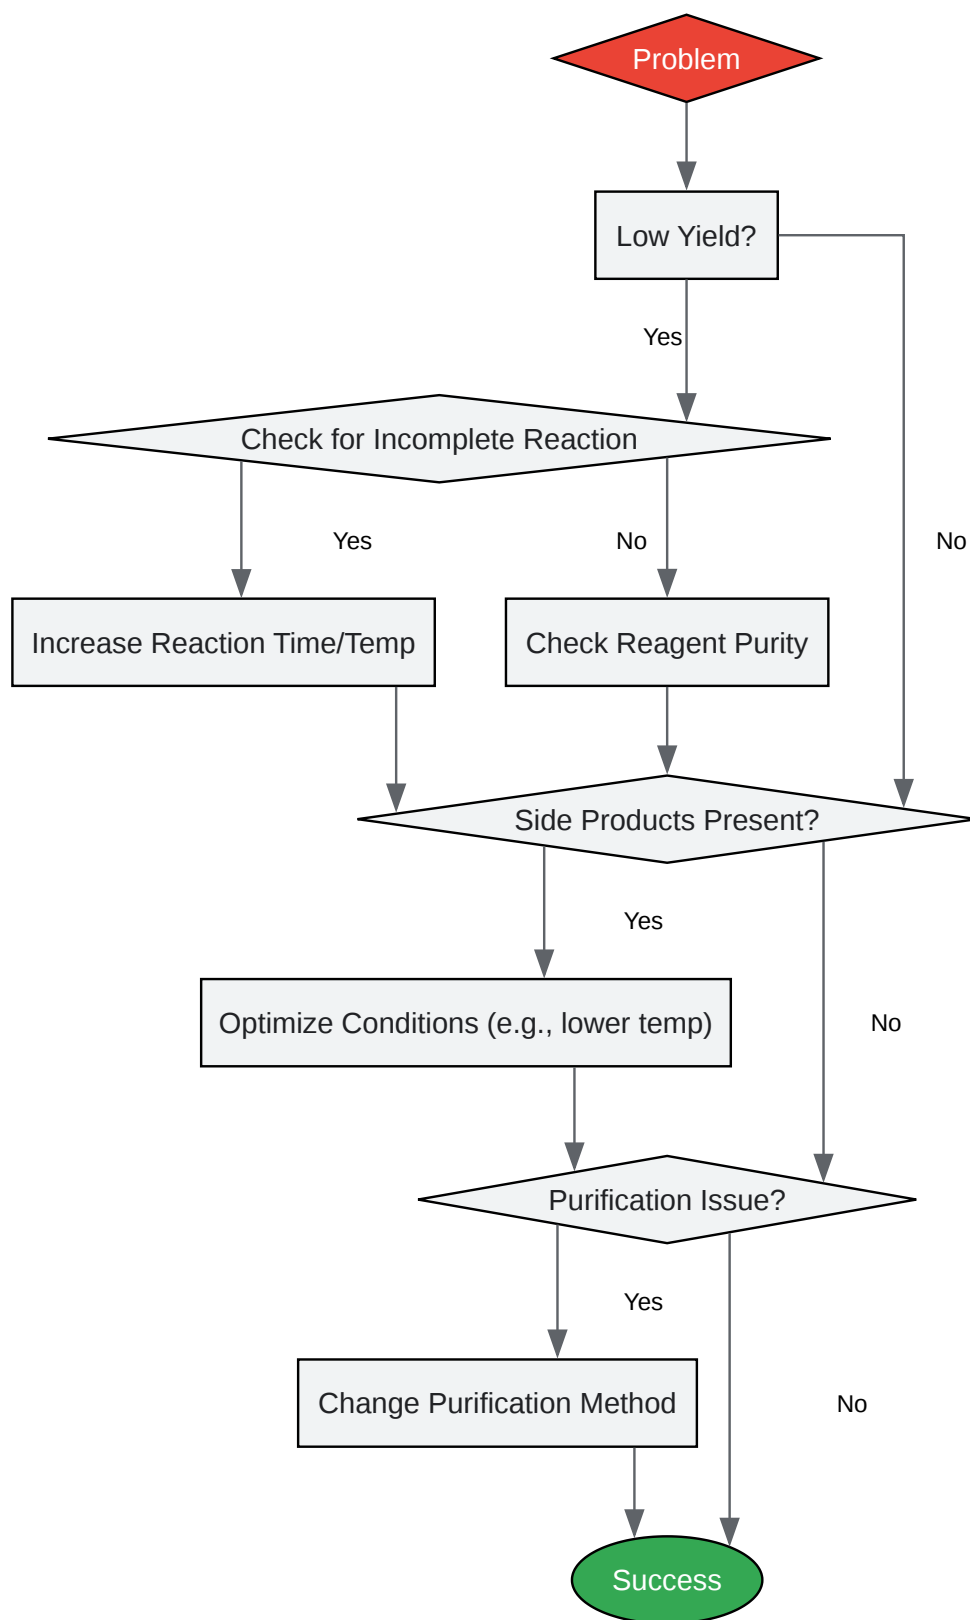 Problem
Low Yield?
Yes
Check for Incomplete Reaction
Yes
No
No
Increase Reaction Time/Temp
Check Reagent Purity
Side Products Present?
Yes
Optimize Conditions (e.g., lower temp)
No
Purification Issue?
Yes
Change Purification Method
No
Success